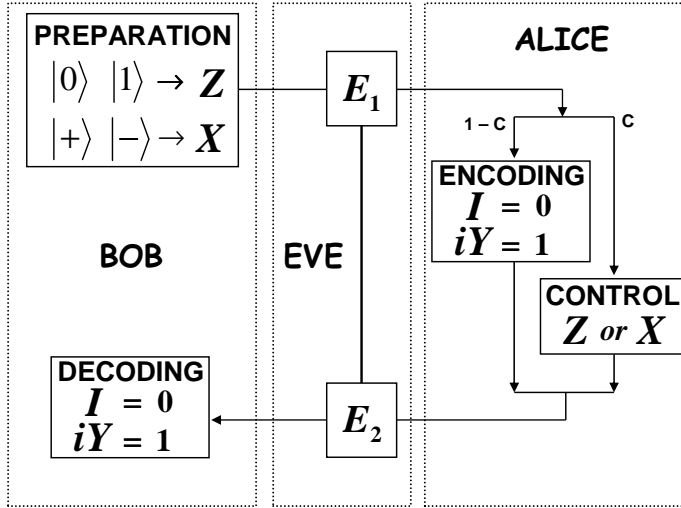 PREPARATION
|0⟩ |1⟩ → Z
|+⟩ |−⟩ → X
BOB
DECODING
I = 0
iY = 1
E₁
EVE
E₂
ALICE
1 – C
C
ENCODING
I = 0
iY = 1
CONTROL
Z or X